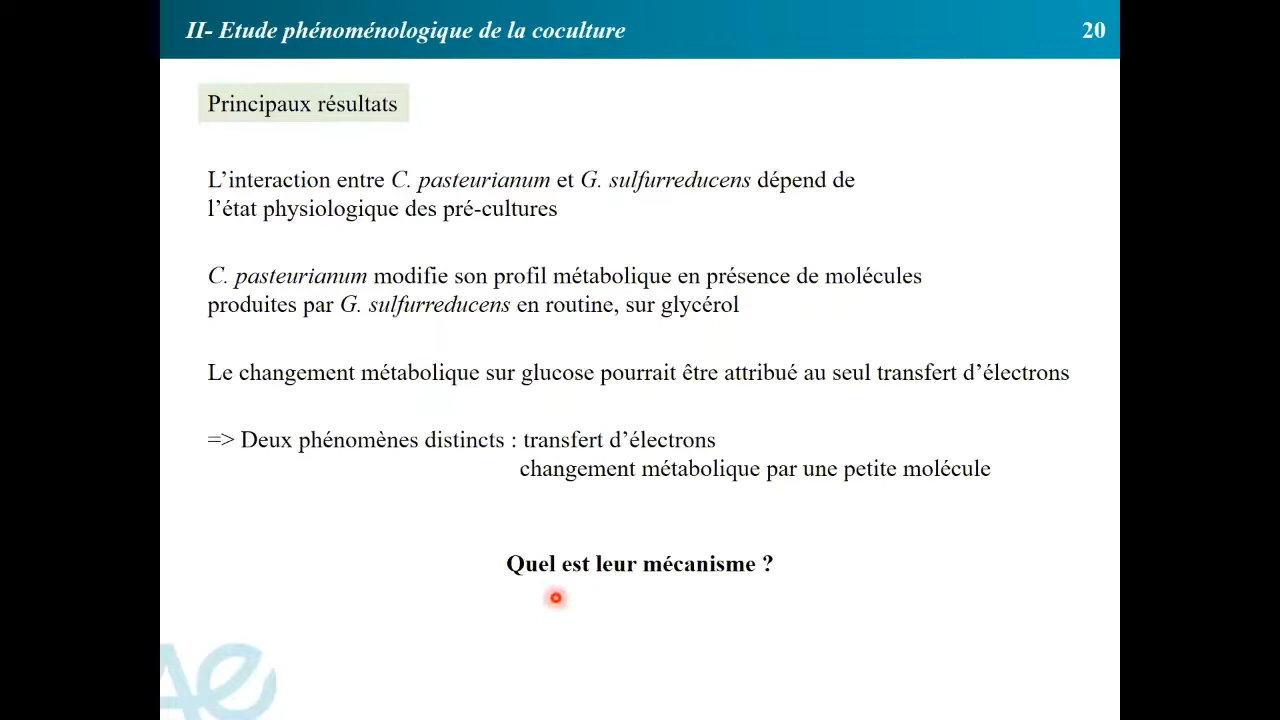 II- Etude phénoménologique de la coculture
20
Principaux résultats
L’interaction entre C. pasteurianum et G. sulfurreducens dépend de
l’état physiologique des pré-cultures
C. pasteurianum modifie son profil métabolique en présence de molécules
produites par G. sulfurreducens en routine, sur glycérol
Le changement métabolique sur glucose pourrait être attribué au seul transfert d’électrons
=> Deux phénomènes distincts : transfert d’électrons
changement métabolique par une petite molécule
Quel est leur mécanisme ?